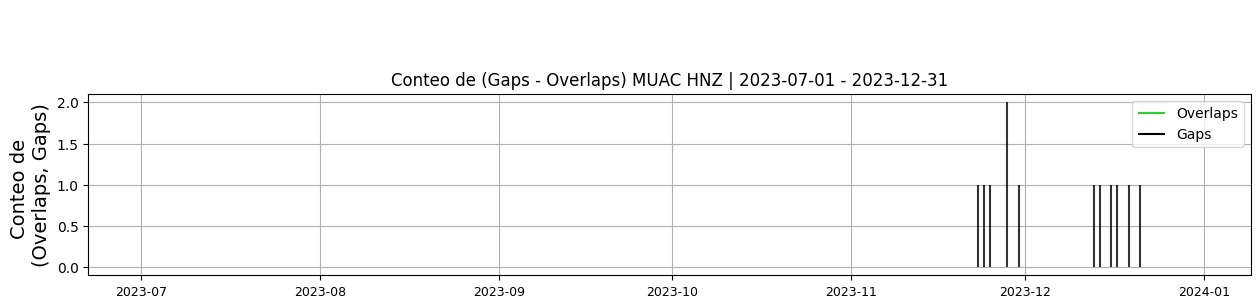 Conteo de (Gaps - Overlaps) MUAC HNZ | 2023-07-01 - 2023-12-31
Conteo de
(Overlaps, Gaps)
2.0
1.5
1.0
0.5
0.0
Overlaps
Gaps
2023-07
2023-08
2023-09
2023-10
2023-11
2023-12
2024-01